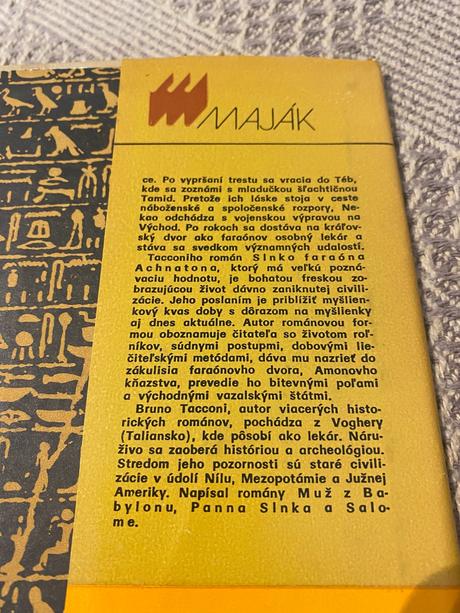 MAJÁK
ce. Po vypršaní trestu sa vracia do Téb,
kde sa zoznámi s mladučkou šľachtičnou
Tamid. Pretože ich láske stoja v ceste
náboženské a spoločenské rozpory, Ne-
kao odchádza s vojenskou výpravou na
Východ. Po rokoch sa dostáva na kráľov-
ský dvor ako faraónov osobný lekár a
stáva sa svedkom významných udalostí.
Tacconiho román Slnko faraóna
Achnatona, ktorý má veľkú pozná-
vaciu hodnotu, je bohatou freskou zo-
brazujúcou život dávno zaniknutej civili-
zácie. Jeho poslaním je priblížiť myšlien-
kový kvas doby s dôrazom na myšlienky
aj dnes aktuálne. Autor románovou for-
mou oboznamuje čitateľa so životom roľ-
níkov, súdnymi postupmi, dobovými lie-
čiteľskými metódami, dáva mu nazrieť do
zákulisia faraónovho dvora, Amonovho
kňazstva, prevedie ho bitevnými poľami
a východnými vazalskými štátmi.
Bruno Tacconi, autor viacerých histo-
rických románov, pochádza z Voghery
(Taliansko), kde pôsobí ako lekár. Náru-
živo sa zaoberá históriou a archeológiou.
Stredom jeho pozornosti sú staré civili-
zácie v údolí Nílu, Mezopotámie a Južnej
Ameriky. Napísal romány Muž z Ba-
bylonu, Panna Slnka a Salo-
me.